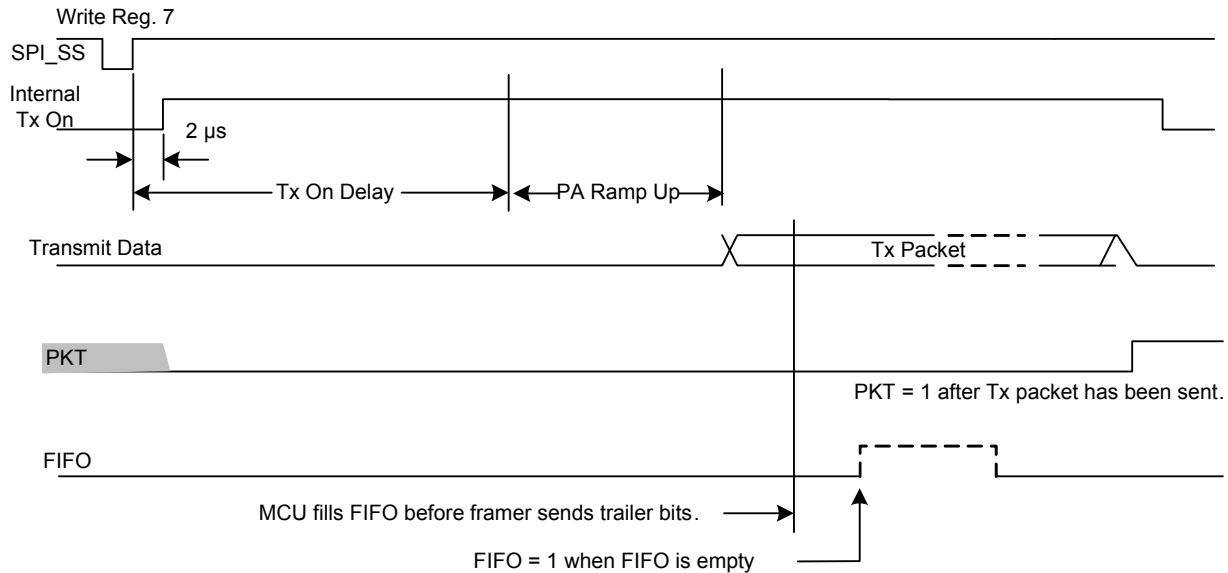 Write Reg. 7
SPI_SS
Internal
Tx On
2 µs
Tx On Delay
PA Ramp Up
Transmit Data
Tx Packet
PKT
PKT = 1 after Tx packet has been sent.
FIFO
MCU fills FIFO before framer sends trailer bits.
FIFO = 1 when FIFO is empty